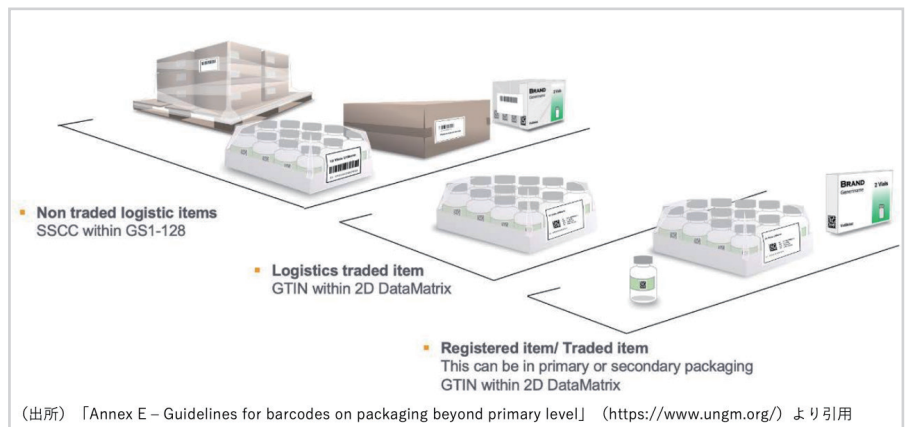 BRAND
Genericname
2 Vials
▪ Non traded logistic items
SSCC within GS1-128
▪ Logistics traded item
GTIN within 2D DataMatrix
BRAND
Genericname
2 Vials
▪ Registered item/ Traded item
This can be in primary or secondary packaging
GTIN within 2D DataMatrix
(出所) 「Annex E – Guidelines for barcodes on packaging beyond primary level」 (https://www.ungm.org/) より引用